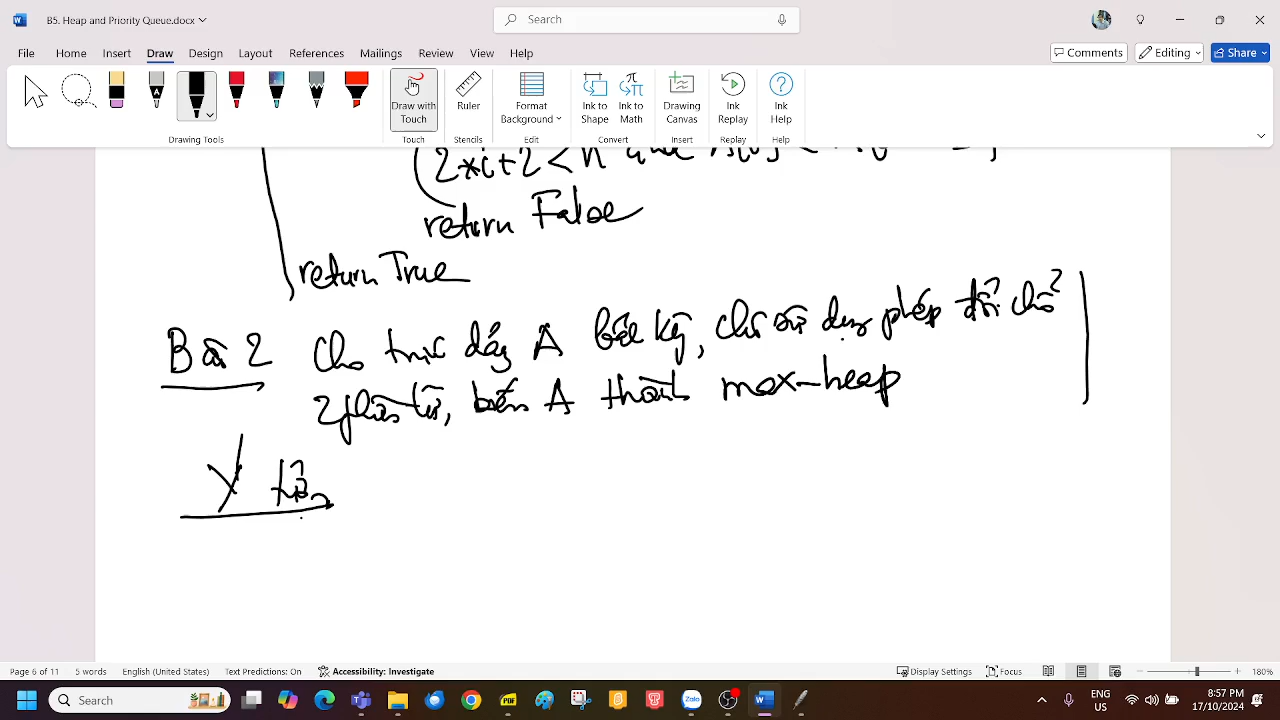 B5. Heap and Priority Queue.docx
Search
File Home Insert Draw Design Layout References Mailings Review View Help
Comments Editing Share
Draw with Touch
Ruler
Format Background
Ink to Shape
Ink to Math
Drawing Canvas
Ink Replay
Ink Help
Drawing Tools Touch Stencils Edit Convert Insert Replay Help
2*i+2 < n
return False
return True
Bài 2 Cho trước dãy A bất kỳ, chỉ sử dụng phép đổi chỗ
2 phần tử, biến A thành max-heap
Ý tưởng
Page 6 of 11 5 words English (United States) Text Predictions: On Accessibility: Investigate Display Settings Focus 180%
Search
ENG US
8:57 PM
17/10/2024